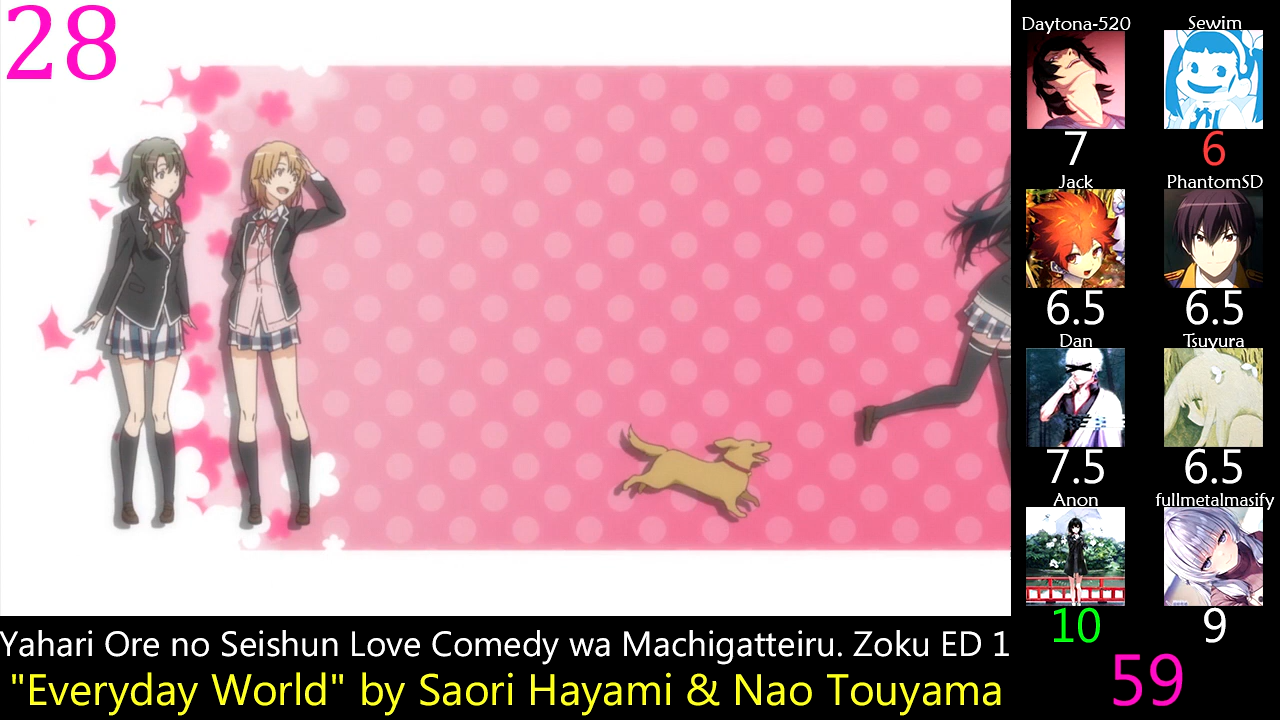 28
Daytona-520
Sewim
7
6
Jack
PhantomSD
6.5
6.5
Dan
Tsuyura
7.5
6.5
Anon
fullmetalmasify
10
9
59
Yahari Ore no Seishun Love Comedy wa Machigatteiru. Zoku ED 1
"Everyday World" by Saori Hayami & Nao Touyama